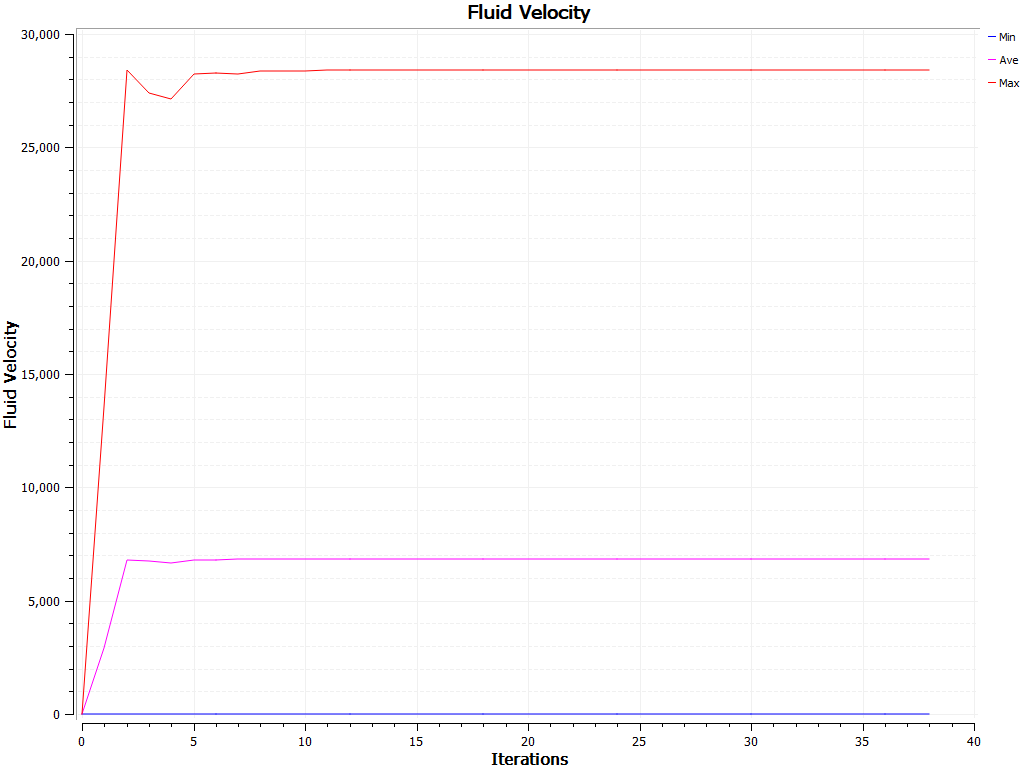 Fluid Velocity
30,000
25,000
20,000
15,000
10,000
5,000
0
Fluid Velocity
0 5 10 15 20 25 30 35 40
Iterations
Min
Ave
Max